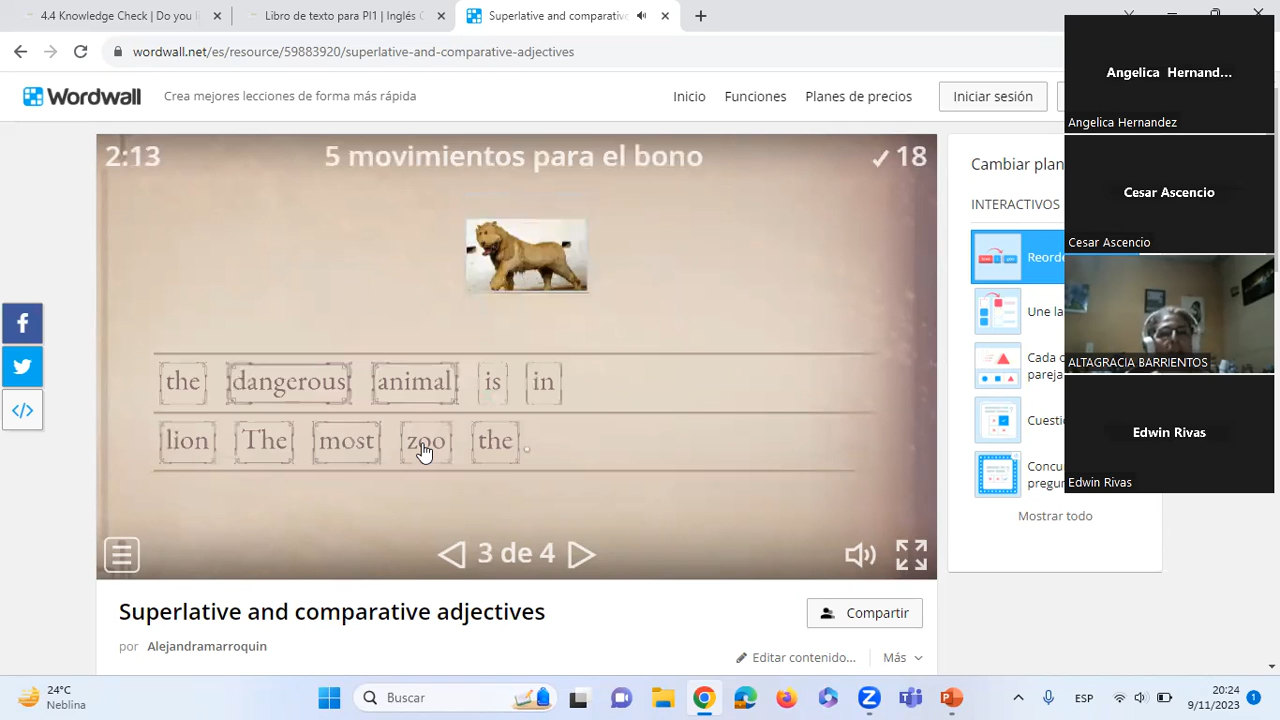 4.4 Knowledge Check | Do you l
Libro de texto para PI1 | Inglés C
Superlative and comparative
wordwall.net/es/resource/59883920/superlative-and-comparative-adjectives
Wordwall
Crea mejores lecciones de forma más rápida
Inicio
Funciones
Planes de precios
Iniciar sesión
2:13
5 movimientos para el bono
18
the dangerous animal is in
lion The most zoo the .
3 de 4
Superlative and comparative adjectives
por Alejandramarroquin
Compartir
Editar contenido...
Más
Cambiar plan
INTERACTIVOS
Reorde
Une la
Cada o
pareja
Cuesti
Concu
pregun
Mostrar todo
Angelica Hernand...
Angelica Hernandez
Cesar Ascencio
Cesar Ascencio
ALTAGRACIA BARRIENTOS
Edwin Rivas
Edwin Rivas
24°C
Neblina
Buscar
ESP
20:24
9/11/2023
1